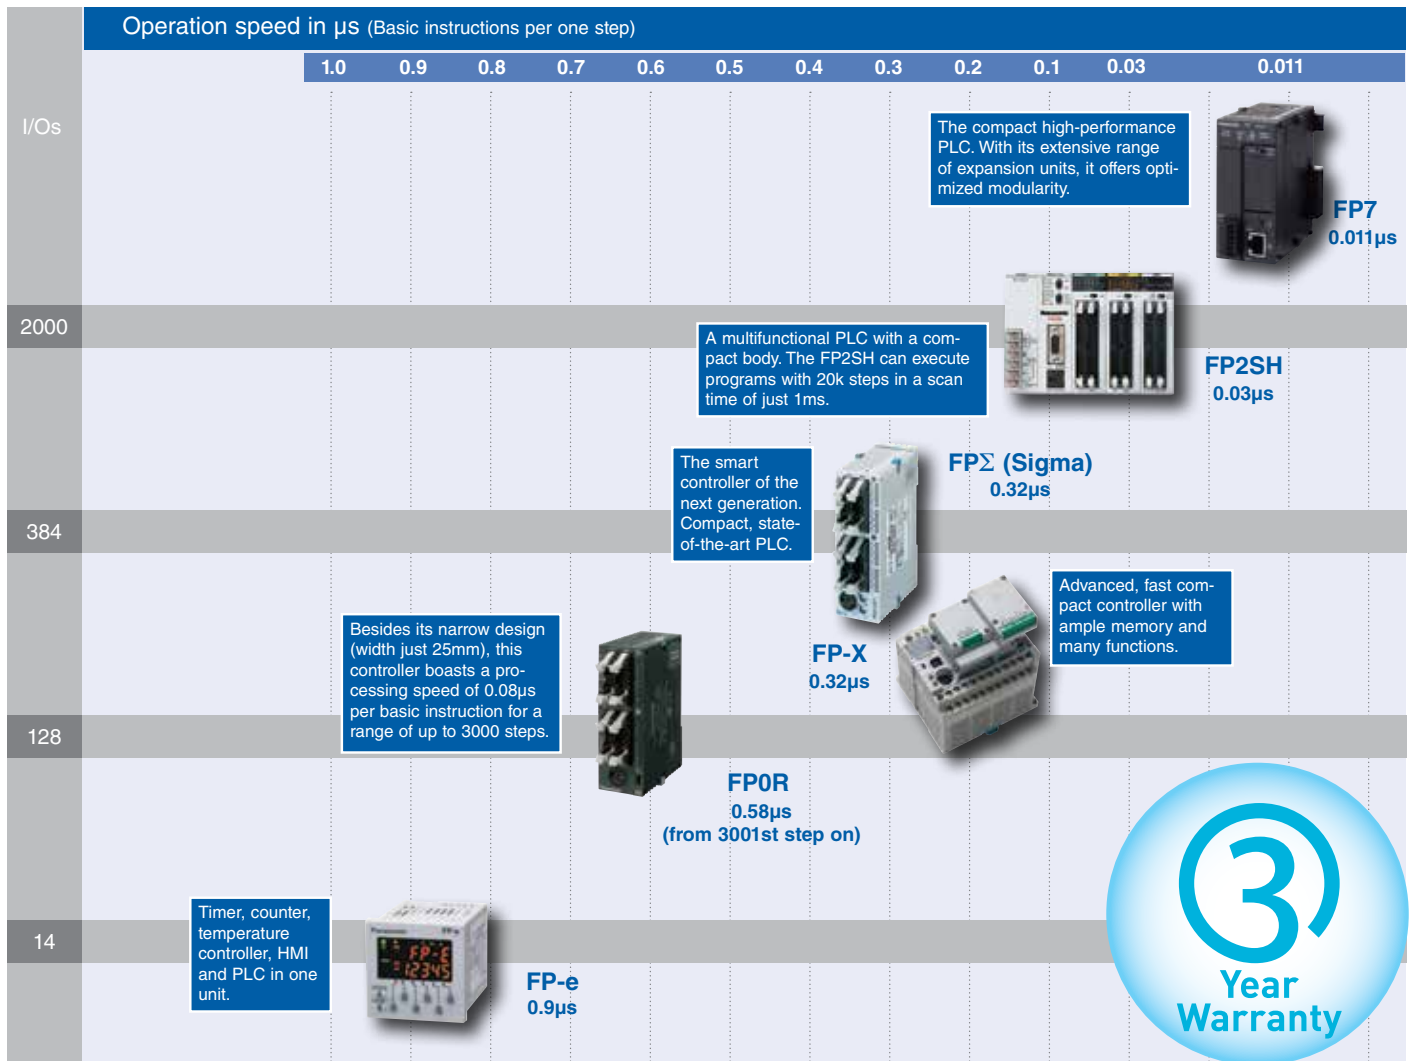 Operation speed in µs (Basic instructions per one step)
1.0 0.9 0.8 0.7 0.6 0.5 0.4 0.3 0.2 0.1 0.03 0.011
I/Os
The compact high-performance
PLC. With its extensive range
of expansion units, it offers opti-
mized modularity.
FP7
0.011µs
2000
A multifunctional PLC with a com-
pact body. The FP2SH can execute
programs with 20k steps in a scan
time of just 1ms.
FP2SH
0.03µs
The smart
controller of the
next generation.
Compact, state-
of-the-art PLC.
FPΣ (Sigma)
0.32µs
384
Advanced, fast com-
pact controller with
ample memory and
many functions.
FP-X
0.32µs
Besides its narrow design
(width just 25mm), this
controller boasts a pro-
cessing speed of 0.08µs
per basic instruction for a
range of up to 3000 steps.
128
FP0R
0.58µs
(from 3001st step on)
Timer, counter,
temperature
controller, HMI
and PLC in one
unit.
14
Panasonic FP-e
FP-E
12345
FP-e
0.9µs
3
Year
Warranty